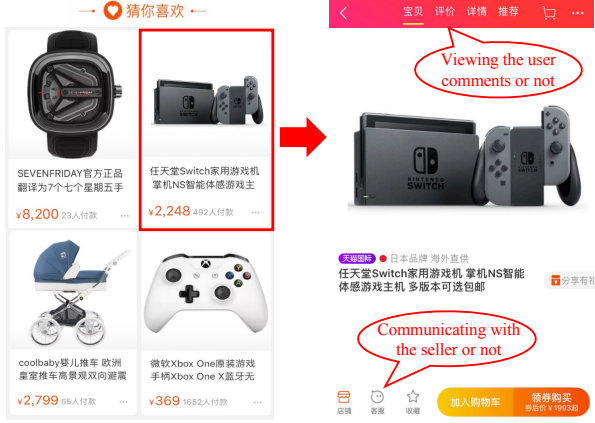 猜你喜欢
SEVENFRIDAY官方正品
翻译为7个七个星期五手
¥8,200 23人付款
任天堂Switch家用游戏机
掌机NS智能体感游戏主
¥2,248 492人付款
coolbaby婴儿推车 欧洲
皇室推车高景观双向避震
¥2,799 65人付款
微软Xbox One原装游戏
手柄Xbox One X蓝牙无
¥369 1652人付款
宝贝 评价 详情 推荐
Viewing the user
comments or not
NINTENDO
SWITCH
天猫国际 日本品牌 海外直供
任天堂Switch家用游戏机 掌机NS智能
体感游戏主机 多版本可选包邮
分享有礼
Communicating with
the seller or not
店铺 客服 收藏
加入购物车
领券购买
券后价 ¥1993起